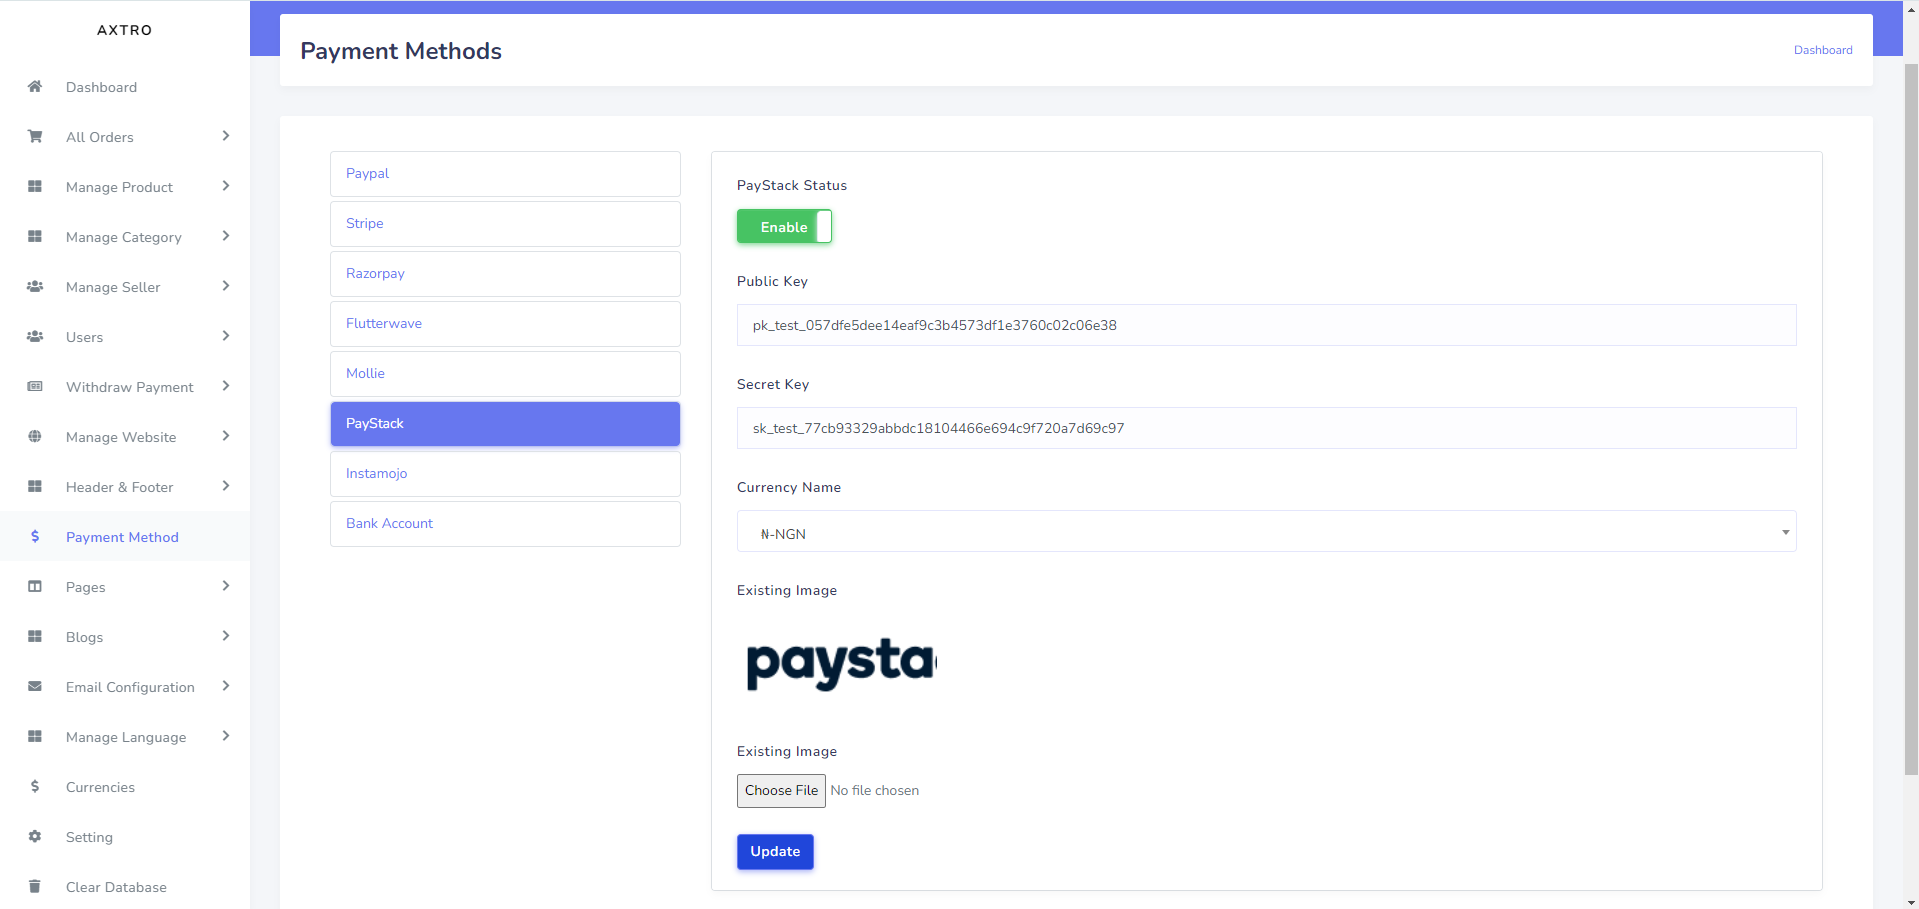 AXTRO
Dashboard
All Orders
Manage Product
Manage Category
Manage Seller
Users
Withdraw Payment
Manage Website
Header & Footer
Payment Method
Pages
Blogs
Email Configuration
Manage Language
Currencies
Setting
Clear Database
Payment Methods
Dashboard
Paypal
Stripe
Razorpay
Flutterwave
Mollie
PayStack
Instamojo
Bank Account
PayStack Status
Enable
Public Key
pk_test_057dfe5dee14eaf9c3b4573df1e3760c02c06e38
Secret Key
sk_test_77cb93329abbdc18104466e694c9f720a7d69c97
Currency Name
₦-NGN
Existing Image
paysta
Existing Image
Choose File No file chosen
Update